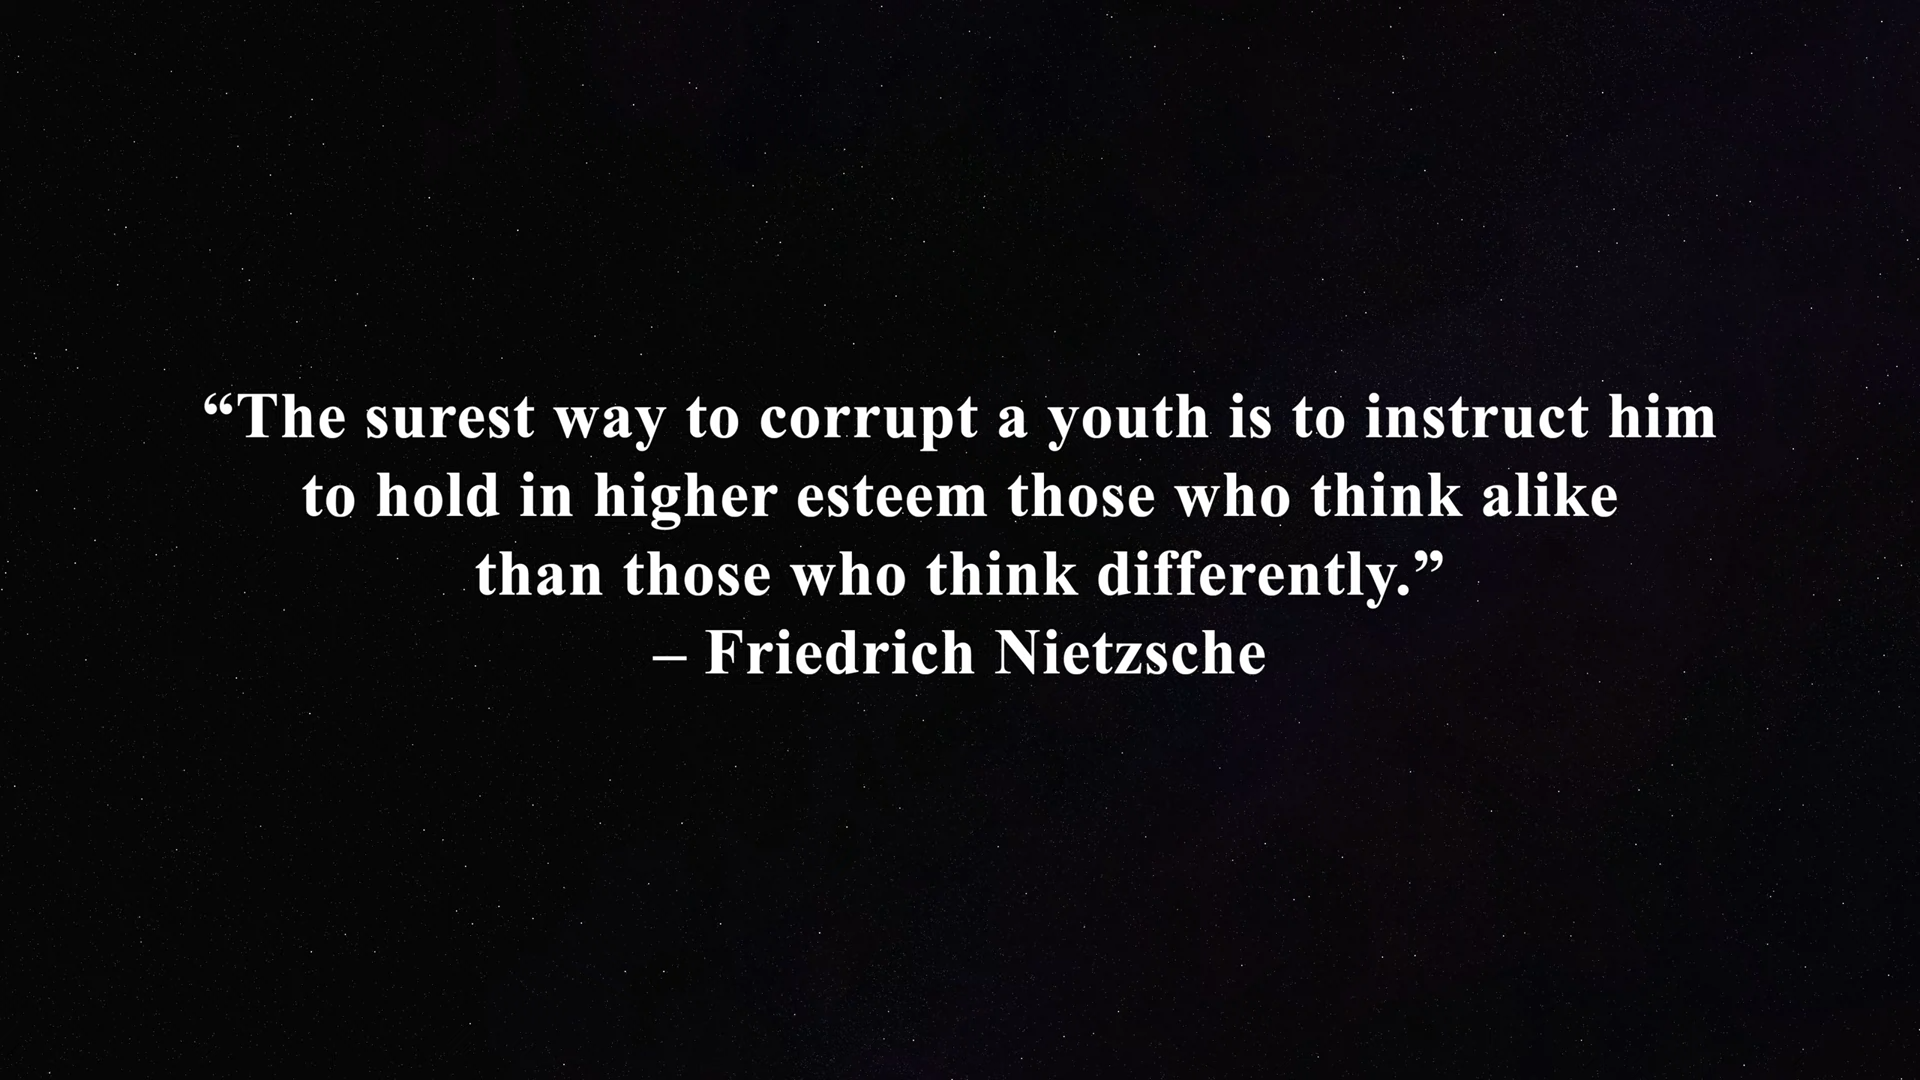 “The surest way to corrupt a youth is to instruct him
to hold in higher esteem those who think alike
than those who think differently.”
– Friedrich Nietzsche